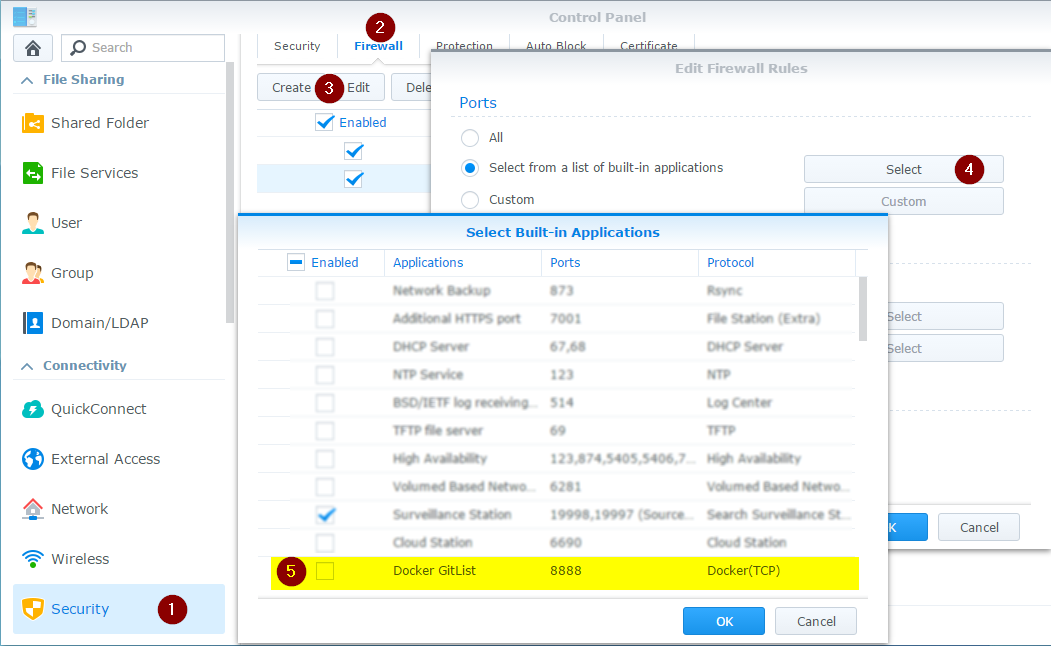 Control Panel
Search
File Sharing
Shared Folder
File Services
User
Group
Domain/LDAP
Connectivity
QuickConnect
External Access
Network
Wireless
Security 1
2
Security Firewall Protection Auto Block Certificate
Create 3 Edit Dele
Enabled
Edit Firewall Rules
Ports
All
Select from a list of built-in applications Select 4
Custom Custom
Select
Select
Cancel
Select Built-in Applications
Enabled Applications Ports Protocol
Network Backup 873 Rsync
Additional HTTPS port 7001 File Station (Extra)
DHCP Server 67,68 DHCP Server
NTP Service 123 NTP
BSD/IETF log receiving... 514 Log Center
TFTP file server 69 TFTP
High Availability 123,874,5405,5406,7... High Availability
Volumed Based Netwo... 6281 Volumed Based Netwo...
Surveillance Station 19998,19997 (Source... Search Surveillance St...
Cloud Station 6690 Cloud Station
5 Docker GitList 8888 Docker(TCP)
OK Cancel